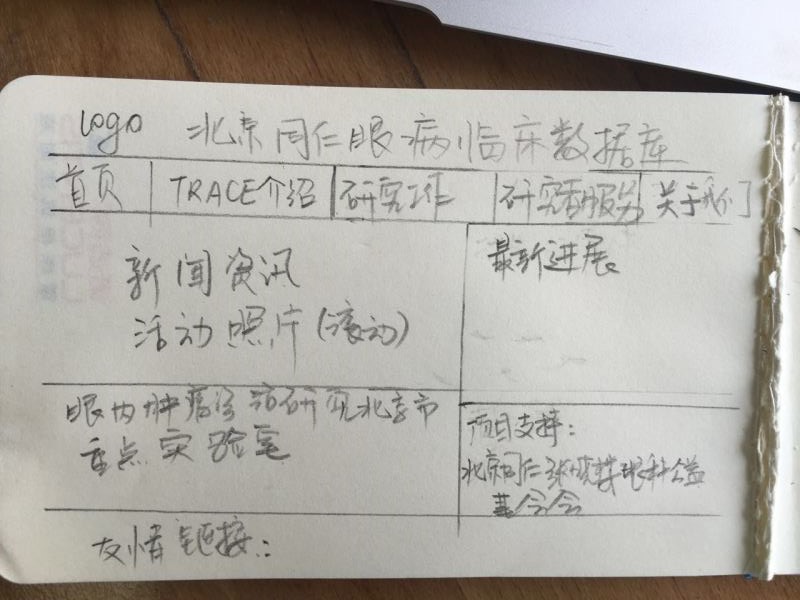 logo 北京同仁眼病临床数据库
首页 TRACE介绍 研究工作 研究者服务 关于我们
新闻资讯
活动照片(滚动)
最新进展
眼内肿瘤诊治研究北京市
重点实验室
项目支持:
北京同仁张晓楼眼科公益
基金会
友情链接: